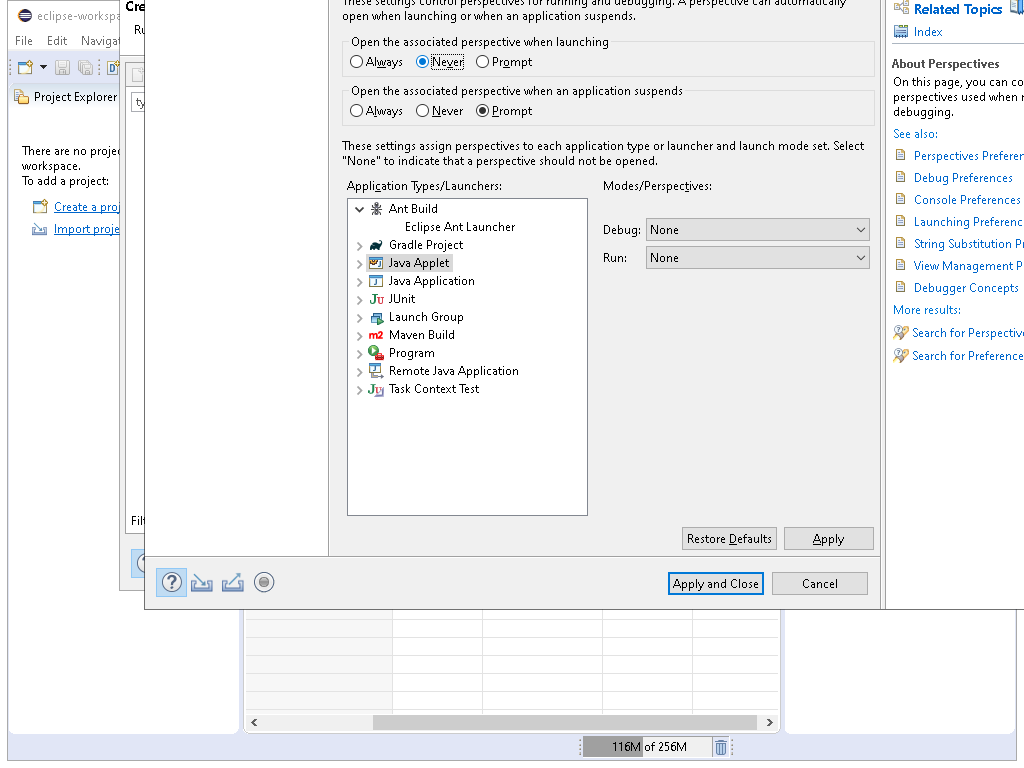 These settings control perspectives for running and debugging. A perspective can automatically
open when launching or when an application suspends.
Open the associated perspective when launching
Always Never Prompt
Open the associated perspective when an application suspends
Always Never Prompt
These settings assign perspectives to each application type or launcher and launch mode set. Select
"None" to indicate that a perspective should not be opened.
Application Types/Launchers:
Ant Build
Eclipse Ant Launcher
Gradle Project
Java Applet
Java Application
JUnit
Launch Group
Maven Build
Program
Remote Java Application
Task Context Test
Modes/Perspectives:
Debug: None
Run: None
Restore Defaults Apply
Apply and Close Cancel
Related Topics
Index
About Perspectives
On this page, you can co
perspectives used when r
debugging.
See also:
Perspectives Preferen
Debug Preferences
Console Preferences
Launching Preferenc
String Substitution Pr
View Management P
Debugger Concepts
More results:
Search for Perspective
Search for Preference
eclipse-workspa
File Edit Navigat
Project Explorer
There are no projec
workspace.
To add a project:
Create a proj
Import proje
Cre
Ru
ty
Filt
116M of 256M